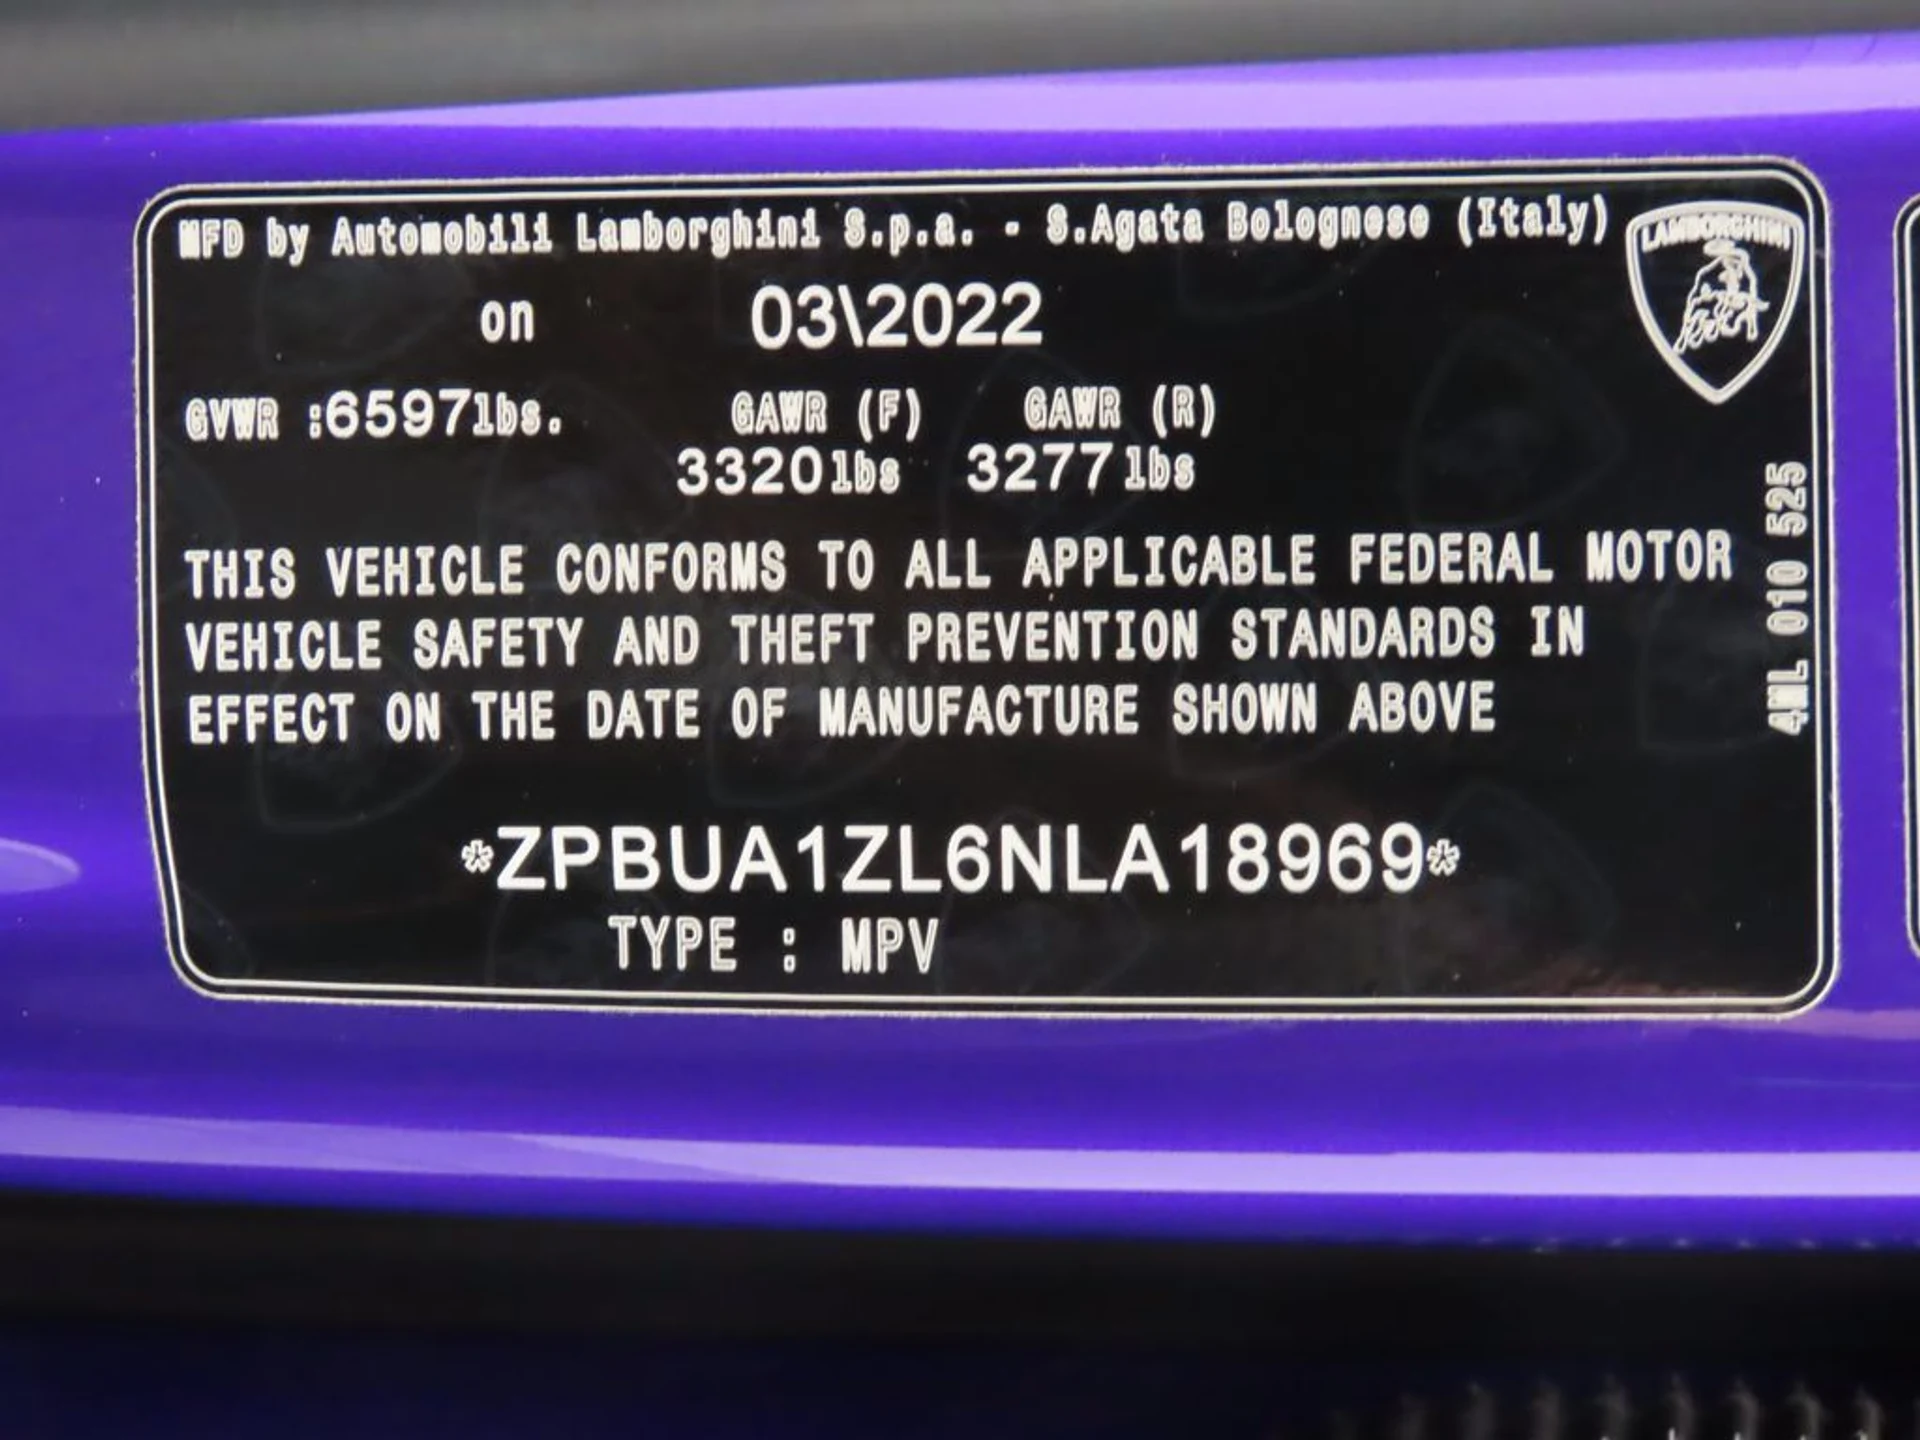 MFD by Automobili Lamborghini S.p.a. - S.Agata Bolognese (Italy)
LAMBORGHINI
on 03\2022
GVWR :6597lbs. GAWR (F) GAWR (R)
3320lbs 3277lbs
THIS VEHICLE CONFORMS TO ALL APPLICABLE FEDERAL MOTOR
VEHICLE SAFETY AND THEFT PREVENTION STANDARDS IN
EFFECT ON THE DATE OF MANUFACTURE SHOWN ABOVE
4ML 010 525
*ZPBUA1ZL6NLA18969*
TYPE : MPV